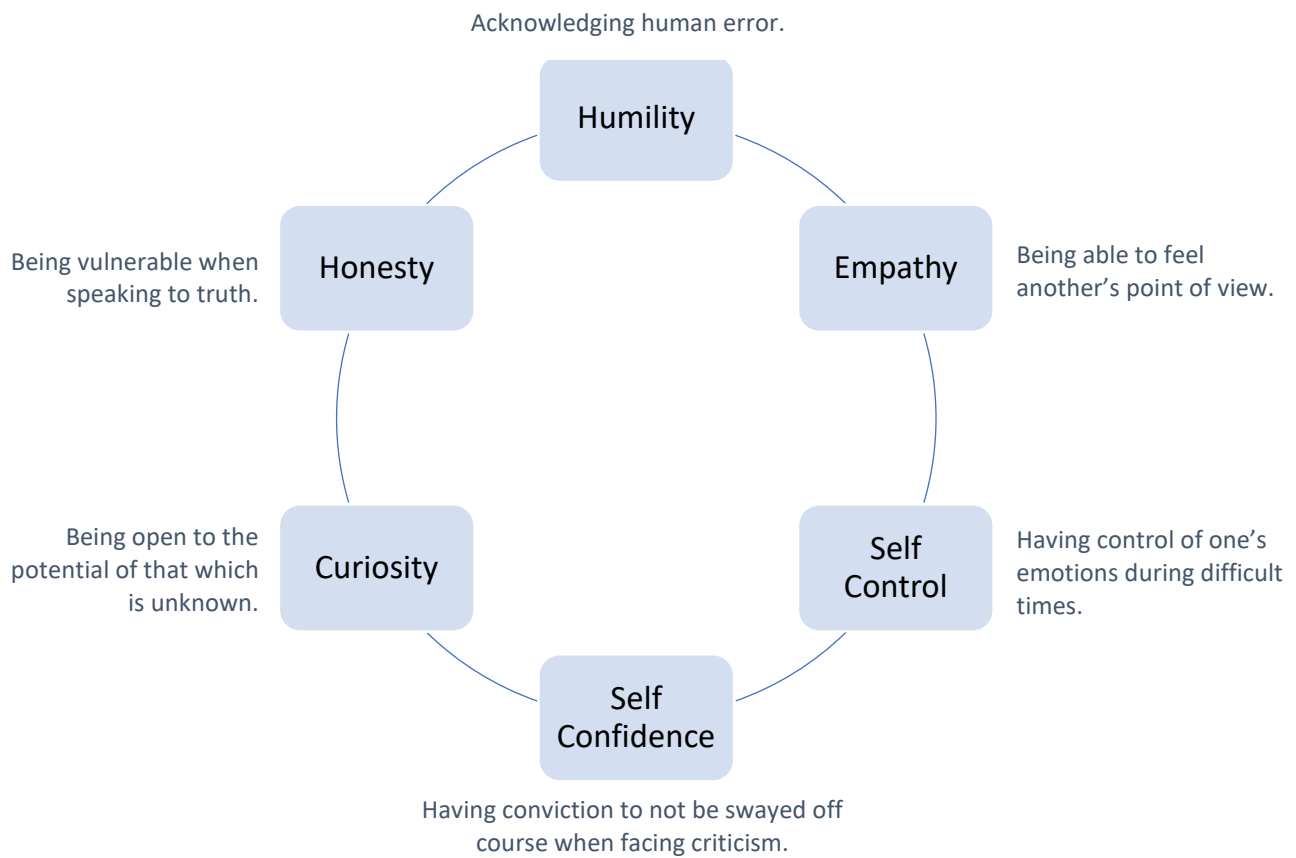 Acknowledging human error.
Humility
Honesty
Being vulnerable when
speaking to truth.
Empathy
Being able to feel
another’s point of view.
Curiosity
Being open to the
potential of that which
is unknown.
Self
Control
Having control of one’s
emotions during difficult
times.
Self
Confidence
Having conviction to not be swayed off
course when facing criticism.